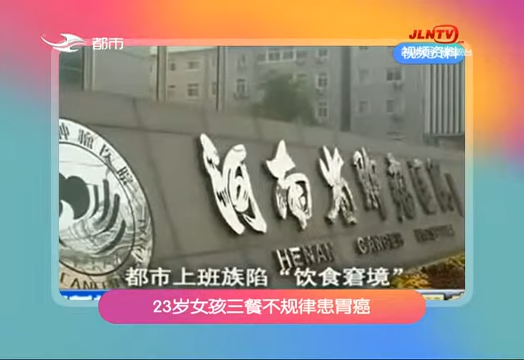 都市
JLNTV
视频资料
河南省肿瘤医院
HENAN CANCER
都市上班族陷“饮食窘境”
23岁女孩三餐不规律患胃癌